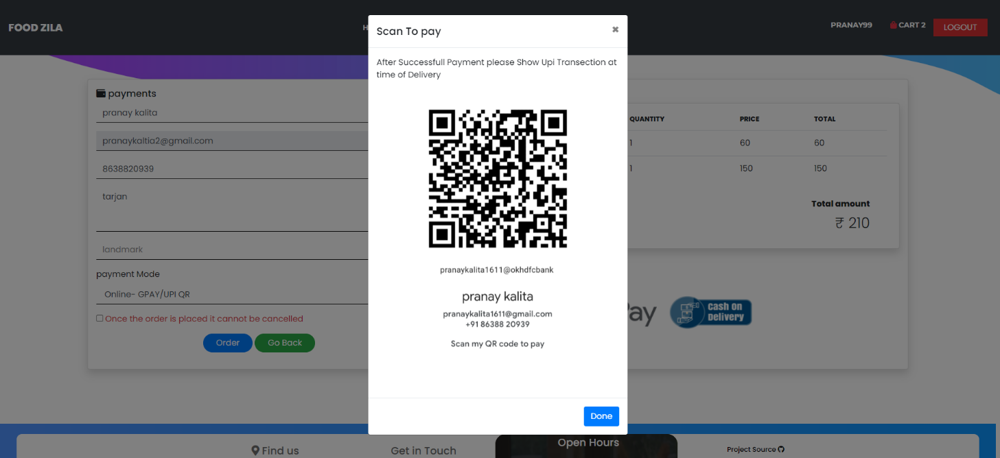 FOOD ZILA
PRANAY99
CART 2
LOGOUT
Scan To pay
After Successfull Payment please Show Upi Transection at
time of Delivery
pranaykalita1611@okhdfcbank
pranay kalita
pranaykalita1611@gmail.com
+91 86388 20939
Scan my QR code to pay
Done
payments
pranay kalita
pranaykaltia2@gmail.com
8638820939
tarjan
landmark
payment Mode
Online- GPAY/UPI QR
Once the order is placed it cannot be cancelled
Order
Go Back
QUANTITY PRICE TOTAL
1 60 60
1 150 150
Total amount
₹ 210
Pay
Cash On
Delivery
Find us
Get in Touch
Open Hours
Project Source